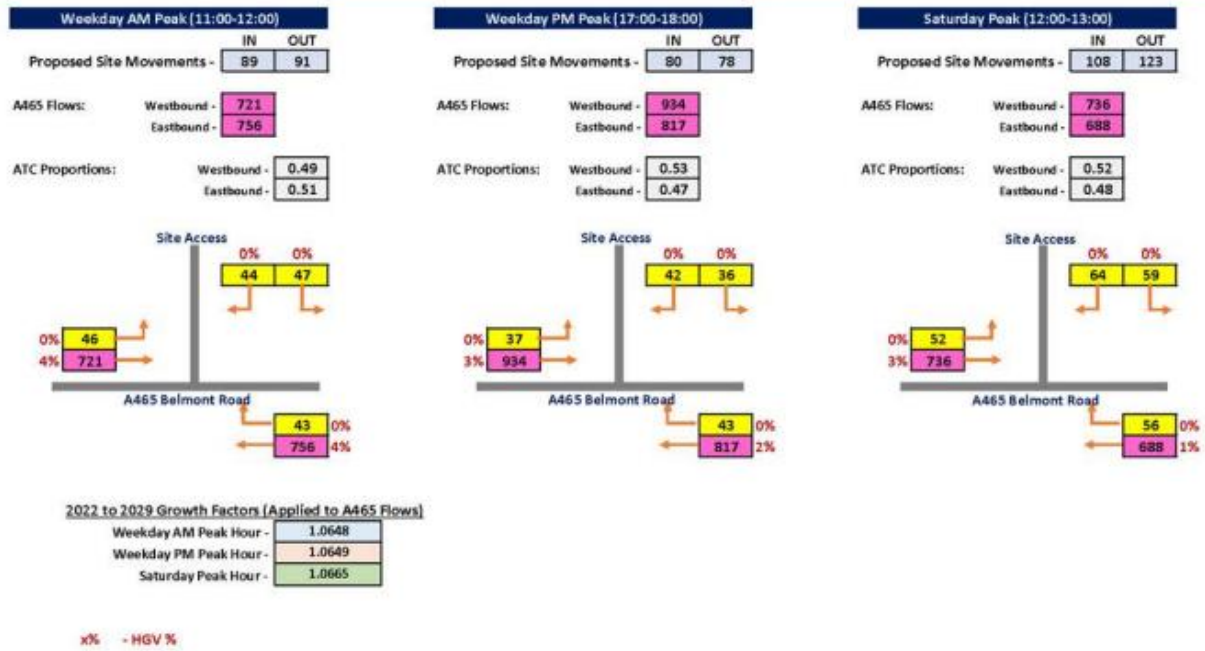 Weekday AM Peak (11:00-12:00)
IN OUT
Proposed Site Movements - 89 91
A465 Flows: Westbound - 721
Eastbound - 756
ATC Proportions: Westbound - 0.49
Eastbound - 0.51
Site Access
0% 0%
44 47
0% 46
4% 721
A465 Belmont Road
43 0%
756 4%
Weekday PM Peak (17:00-18:00)
IN OUT
Proposed Site Movements - 80 78
A465 Flows: Westbound - 934
Eastbound - 817
ATC Proportions: Westbound - 0.53
Eastbound - 0.47
Site Access
0% 0%
42 36
0% 37
3% 934
A465 Belmont Road
43 0%
817 2%
Saturday Peak (12:00-13:00)
IN OUT
Proposed Site Movements - 108 123
A465 Flows: Westbound - 736
Eastbound - 688
ATC Proportions: Westbound - 0.52
Eastbound - 0.48
Site Access
0% 0%
64 59
0% 52
3% 736
A465 Belmont Road
56 0%
688 1%
2022 to 2029 Growth Factors (Applied to A465 Flows)
Weekday AM Peak Hour - 1.0648
Weekday PM Peak Hour - 1.0649
Saturday Peak Hour - 1.0665
x% - HGV %